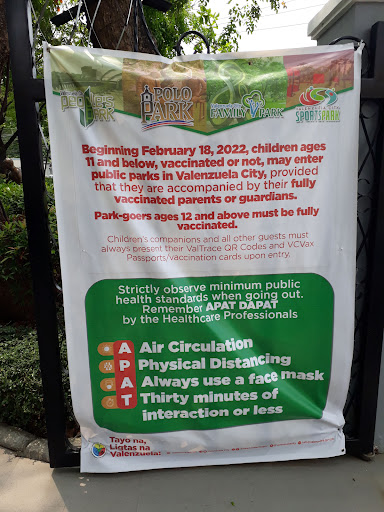 PEOPLE'S PARK
POLO PARK
FAMILY PARK
SPORTSPARK
Beginning February 18, 2022, children ages
11 and below, vaccinated or not, may enter
public parks in Valenzuela City, provided
that they are accompanied by their fully
vaccinated parents or guardians.
Park-goers ages 12 and above must be fully
vaccinated.
Children's companions and all other guests must
always present their ValTrace QR Codes and VCVax
Passports/vaccination cards upon entry.
Strictly observe minimum public
health standards when going out.
Remember APAT DAPAT
by the Healthcare Professionals
A Air Circulation
P Physical Distancing
A Always use a face mask
T Thirty minutes of
interaction or less
Tayo na,
Ligtas na
Valenzuela!